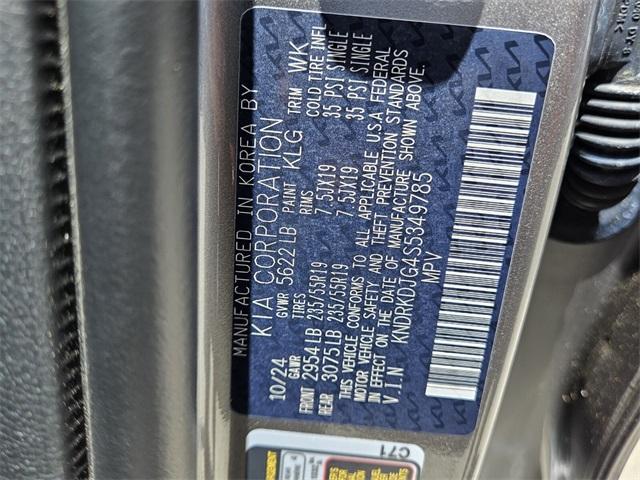 MANUFACTURED IN KOREA BY
KIA CORPORATION
10/24 GVWR 5622LB PAINT KLG TRIM WK
GAWR TIRES RIMS COLD TIRE INFL
FRONT 2954LB 235/55R19 7.5JX19 35 PSI SINGLE
REAR 3075LB 235/55R19 7.5JX19 35 PSI SINGLE
THIS VEHICLE CONFORMS TO ALL APPLICABLE U.S.A FEDERAL
MOTOR VEHICLE SAFETY AND THEFT PREVENTION STANDARDS
IN EFFECT ON THE DATE OF MANUFACTURE SHOWN ABOVE.
V.I.N KNDRKDJG4S5349785
MPV
C71